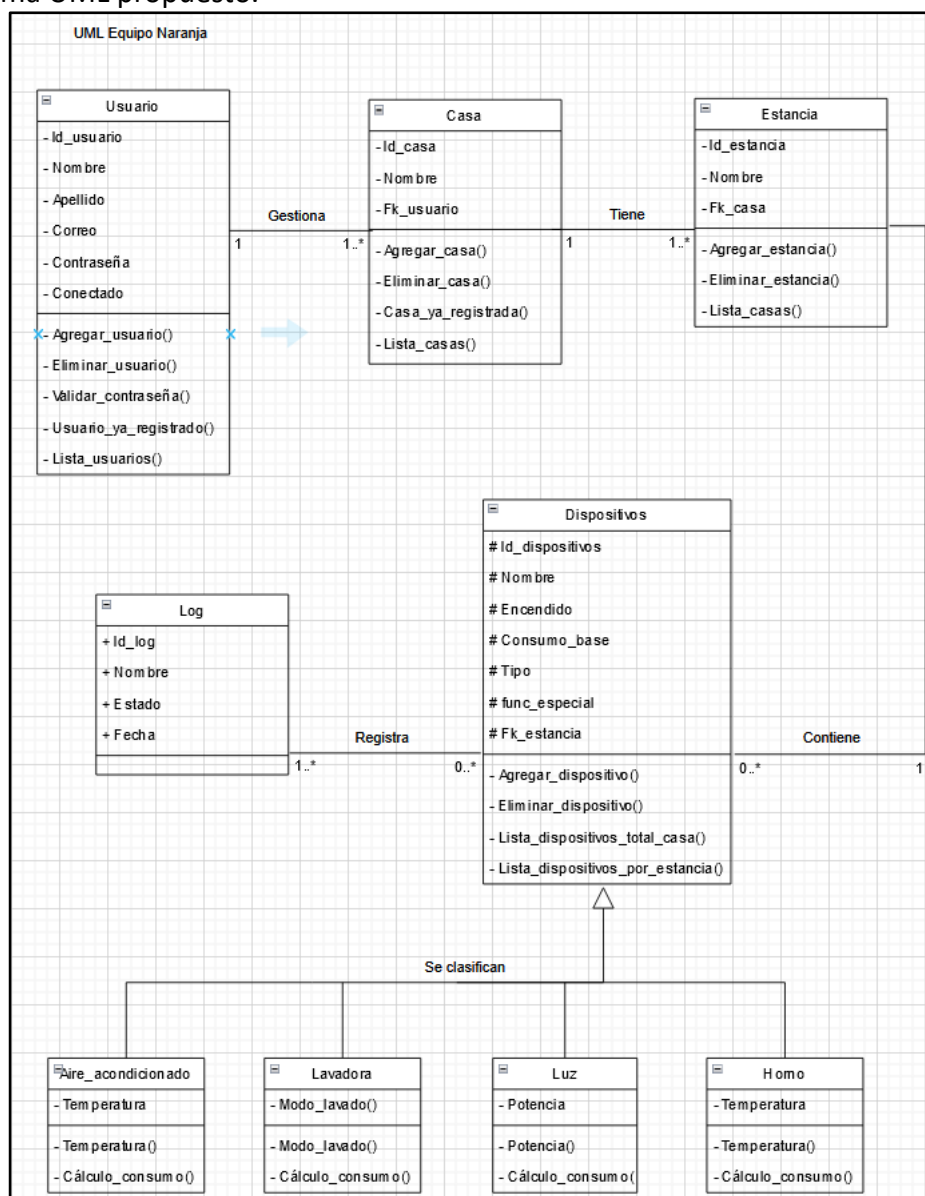 ma UML propuesto.
UML Equipo Naranja
Usuario
- Id_usuario
- Nombre
- Apellido
- Correo
- Contraseña
- Conectado
- Agregar_usuario()
- Eliminar_usuario()
- Validar_contraseña()
- Usuario_ya_registrado()
- Lista_usuarios()
Gestiona
1
1..*
Casa
-Id_casa
- Nombre
- Fk_usuario
- Agregar_casa()
- Eliminar_casa()
- Casa_ya_registrada()
- Lista_casas()
Tiene
1
1..*
Estancia
-Id_estancia
- Nombre
- Fk_casa
- Agregar_estancia()
- Eliminar_estancia()
- Lista_casas()
Log
+ Id_log
+ Nombre
+ Estado
+ Fecha
Registra
1..*
0..*
Dispositivos
# Id_dispositivos
# Nombre
# Encendido
# Consumo_base
# Tipo
# func_especial
# Fk_estancia
- Agregar_dispositivo()
- Eliminar_dispositivo()
- Lista_dispositivos_total_casa()
- Lista_dispositivos_por_estancia()
Contiene
0..*
1
Se clasifican
Aire_acondicionado
- Temperatura
- Temperatura()
- Cálculo_consumo()
Lavadora
- Modo_lavado()
- Modo_lavado()
- Cálculo_consumo()
Luz
- Potencia
- Potencia()
- Cálculo_consumo(
Horno
- Temperatura
- Temperatura()
- Cálculo_consumo()